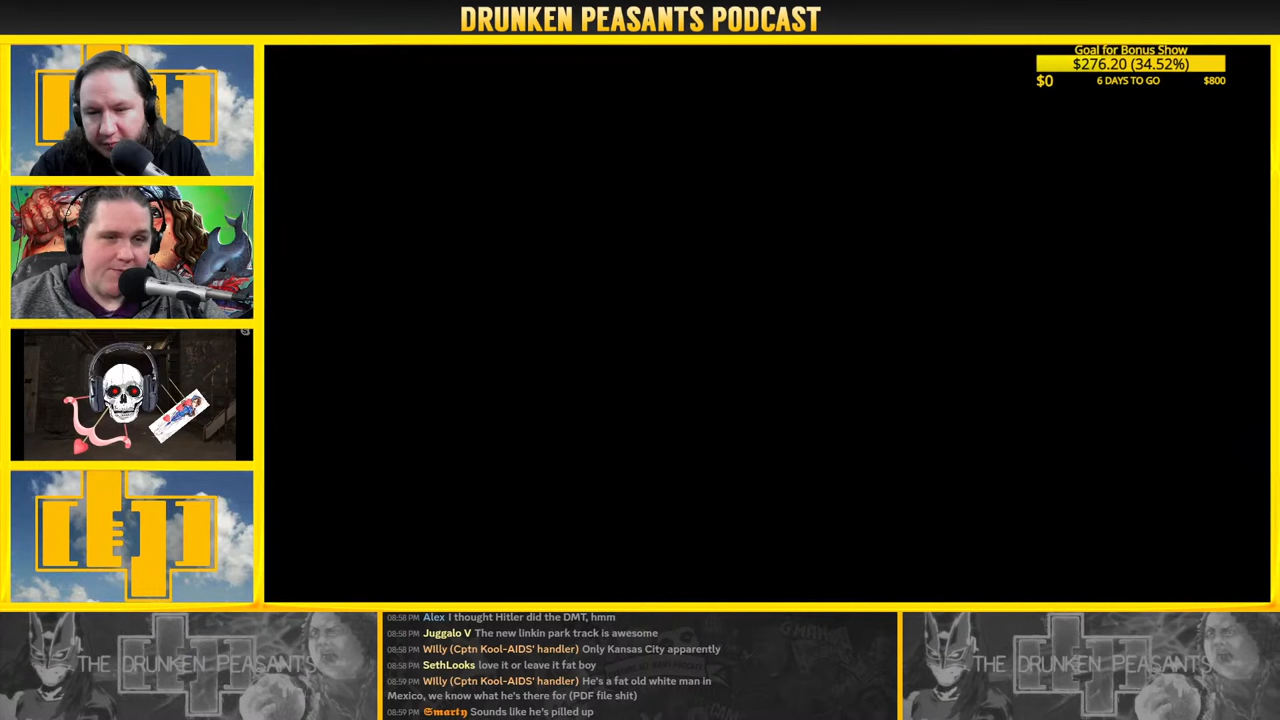 DRUNKEN PEASANTS PODCAST
Goal for Bonus Show
$276.20 (34.52%)
$0 6 DAYS TO GO $800
08:58 PM Alex I thought Hitler did the DMT, hmm
08:58 PM Juggalo V The new linkin park track is awesome
08:58 PM WIlly (Cptn Kool-AIDS' handler) Only Kansas City apparently
08:58 PM SethLooks love it or leave it fat boy
08:59 PM WIlly (Cptn Kool-AIDS' handler) He's a fat old white man in
Mexico, we know what he's there for (PDF file shit)
08:59 PM Smarty Sounds like he's pilled up
THE DRUNKEN PEASANTS
THE DRUNKEN PEASANTS